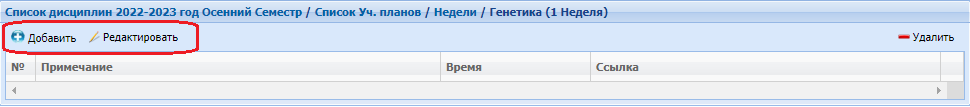 Список дисциплин 2022-2023 год Осенний Семестр / Список Уч. планов / Недели / Генетика (1 Неделя)
Добавить Редактировать Удалить
№ Примечание Время Ссылка